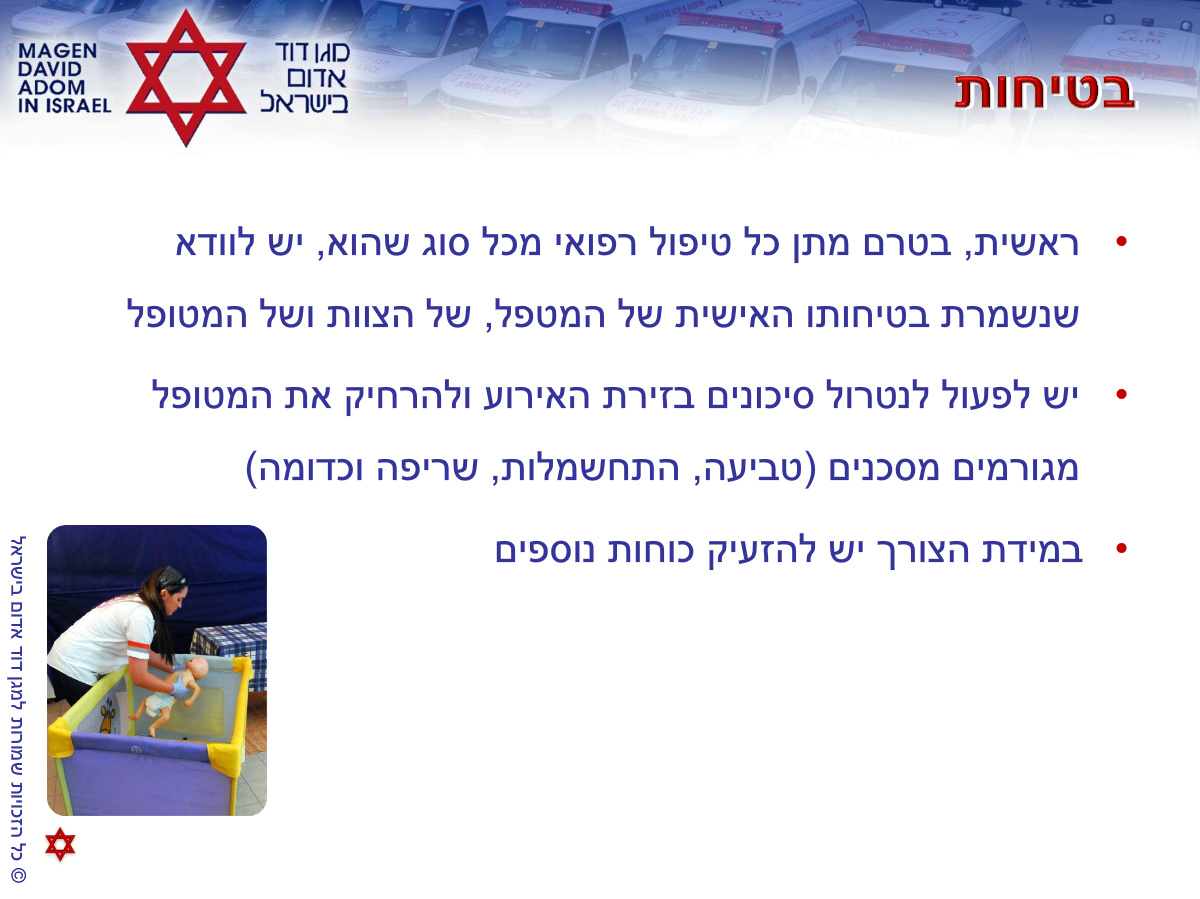 MAGEN
DAVID
ADOM
IN ISRAEL
מגן דוד
אדום
בישראל
בטיחות
• ראשית, בטרם מתן כל טיפול רפואי מכל סוג שהוא, יש לוודא
שנשמרת בטיחותו האישית של המטפל, של הצוות ושל המטופל
• יש לפעול לנטרול סיכונים בזירת האירוע ולהרחיק את המטופל
מגורמים מסכנים (טביעה, התחשמלות, שריפה וכדומה)
• במידת הצורך יש להזעיק כוחות נוספים
© כל הזכויות שמורות למגן דוד אדום בישראל